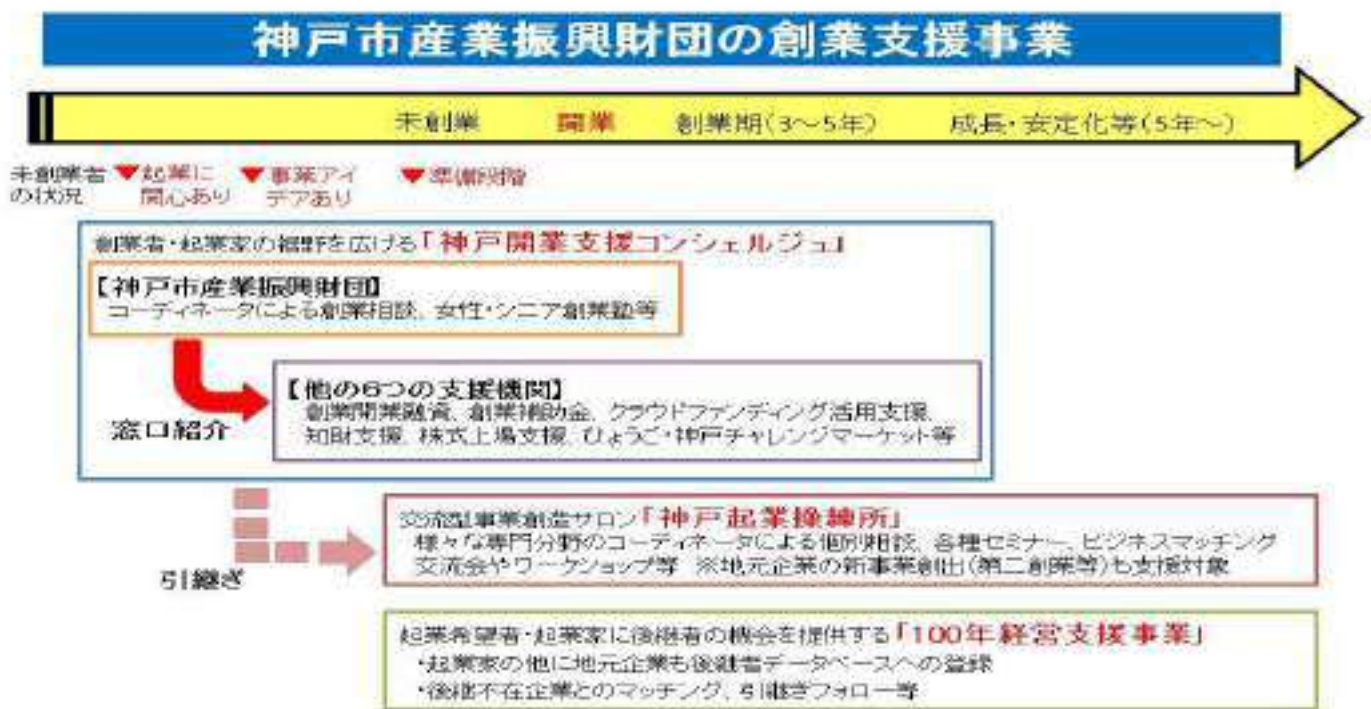 神戸市産業振興財団の創業支援事業
未創業 開業 創業期(3～5年) 成長・安定化等(5年～)
未創業者の状況
▼起業に関心あり
▼事業アイデアあり
▼準備段階
創業者・起業家の裾野を広げる「神戸開業支援コンシェルジュ」
【神戸市産業振興財団】
コーディネータによる創業相談、女性・シニア創業塾等
窓口紹介
【他の6つの支援機関】
創業開業融資、創業補助金、クラウドファンディング活用支援、
知財支援、株式上場支援、ひょうご・神戸チャレンジマーケット等
引継ぎ
交流型事業創造サロン「神戸起業操練所」
様々な専門分野のコーディネータによる個別相談、各種セミナー、ビジネスマッチング
交流会やワークショップ等 ※地元企業の新事業創出(第二創業等)も支援対象
起業希望者・起業家に後継者の機会を提供する「100年経営支援事業」
・起業家の他に地元企業も後継者データベースへの登録
・後継不在企業とのマッチング、引継ぎフォロー等